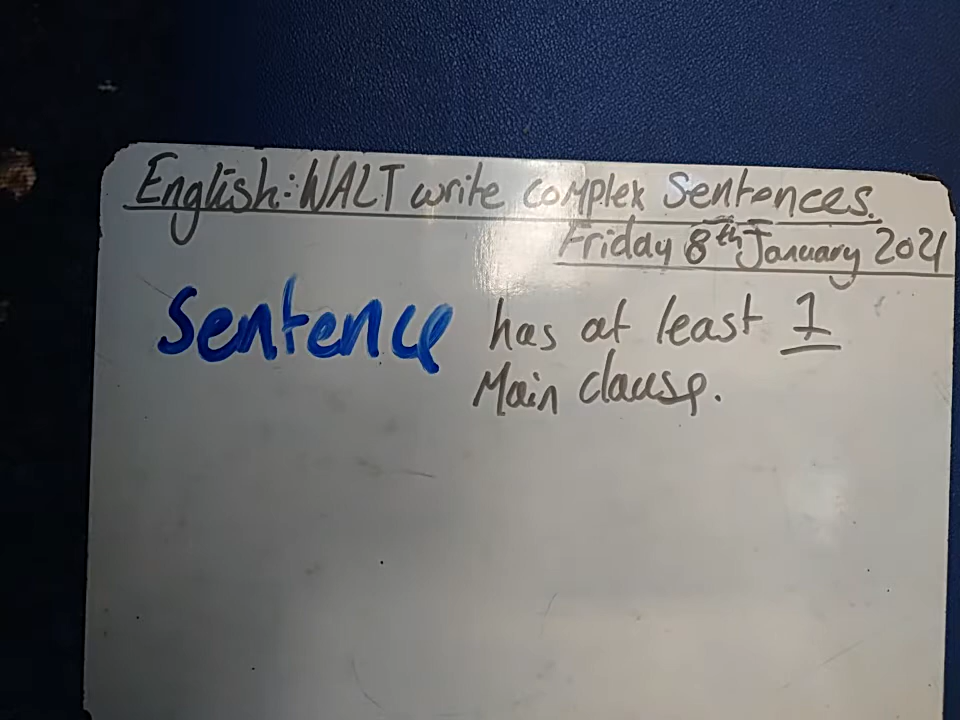 English: WALT write complex sentences.
Friday 8th January 2021
Sentence has at least 1
Main clause.